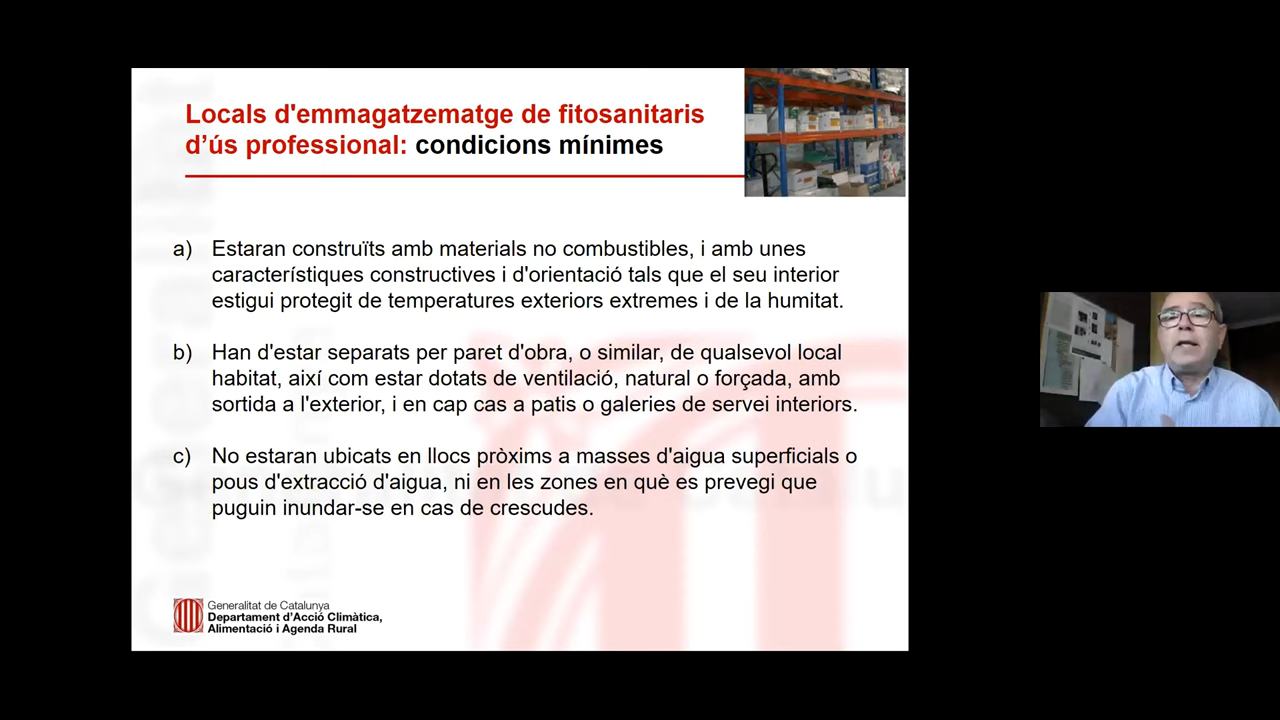 Locals d'emmagatzematge de fitosanitaris
d’ús professional: condicions mínimes
a) Estaran construïts amb materials no combustibles, i amb unes
característiques constructives i d'orientació tals que el seu interior
estigui protegit de temperatures exteriors extremes i de la humitat.
b) Han d'estar separats per paret d'obra, o similar, de qualsevol local
habitat, així com estar dotats de ventilació, natural o forçada, amb
sortida a l'exterior, i en cap cas a patis o galeries de servei interiors.
c) No estaran ubicats en llocs pròxims a masses d'aigua superficials o
pous d'extracció d'aigua, ni en les zones en què es prevegi que
puguin inundar-se en cas de crescudes.
Generalitat de Catalunya
Departament d’Acció Climàtica,
Alimentació i Agenda Rural